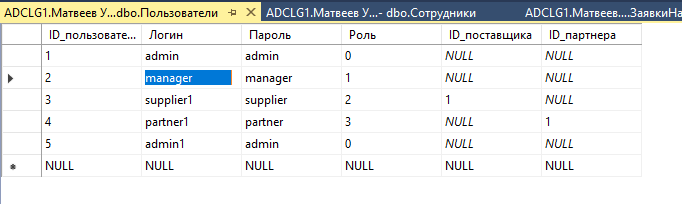 ADCLG1.Матвеев У...dbo.Пользователи ADCLG1.Матвеев У...- dbo.Сотрудники ADCLG1.Матвеев....ЗаявкиНа
ID_пользовате... Логин Пароль Роль ID_поставщика ID_партнера
1 admin admin 0 NULL NULL
2 manager manager 1 NULL NULL
3 supplier1 supplier 2 1 NULL
4 partner1 partner 3 NULL 1
5 admin1 admin 0 NULL NULL
NULL NULL NULL NULL NULL NULL